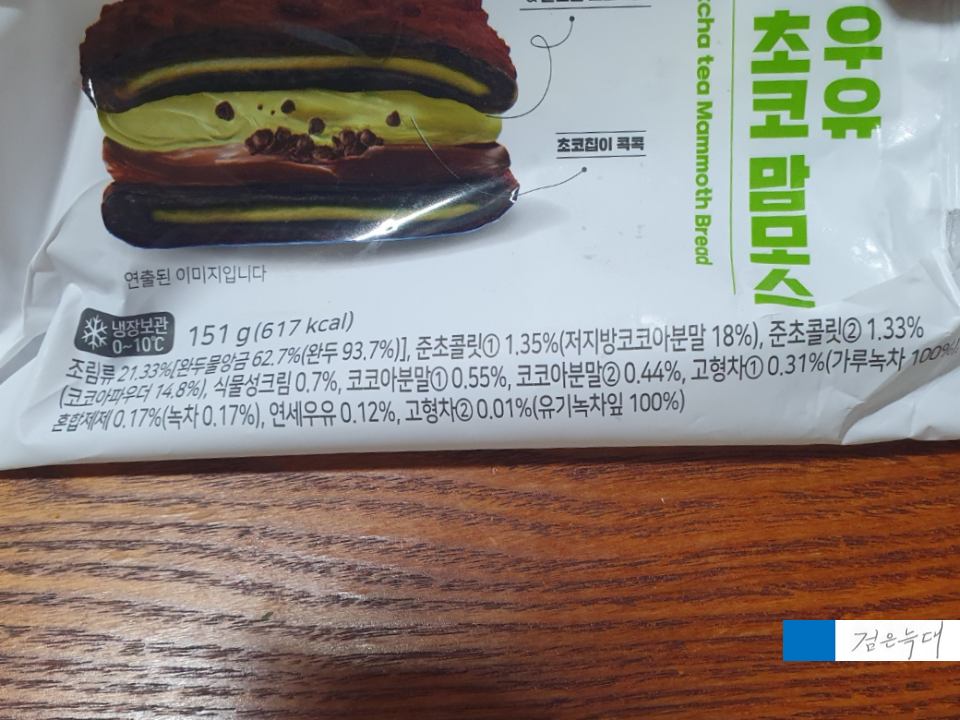 우유
초코 맘모스
tea Mammoth Bread
초코칩이 콕콕
연출된 이미지입니다
냉장보관
0~10℃
151 g(617 kcal)
조림류 21.33%[완두물앙금 62.7%(완두 93.7%)], 준초콜릿① 1.35%(저지방코코아분말 18%), 준초콜릿② 1.33%
(코코아파우더 14.8%), 식물성크림 0.7%, 코코아분말① 0.55%, 코코아분말② 0.44%, 고형차① 0.31%(가루녹차 100%),
혼합제제 0.17%(녹차 0.17%), 연세우유 0.12%, 고형차② 0.01%(유기녹차잎 100%)
검은늑대